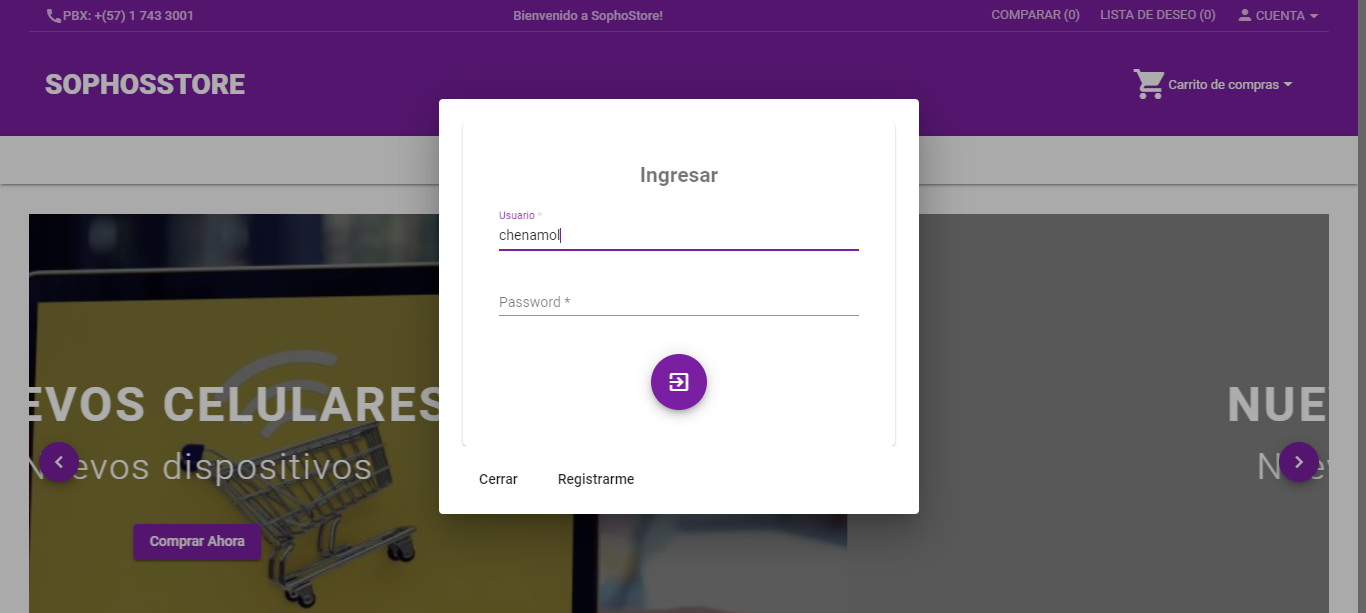 PBX: +(57) 1 743 3001
Bienvenido a SophoStore!
COMPARAR (0)
LISTA DE DESEO (0)
CUENTA
SOPHOSSTORE
Carrito de compras
Ingresar
Usuario *
chenamol
Password *
EVOS CELULARES
NUE
Nuevos dispositivos
Comprar Ahora
Cerrar
Registrarme